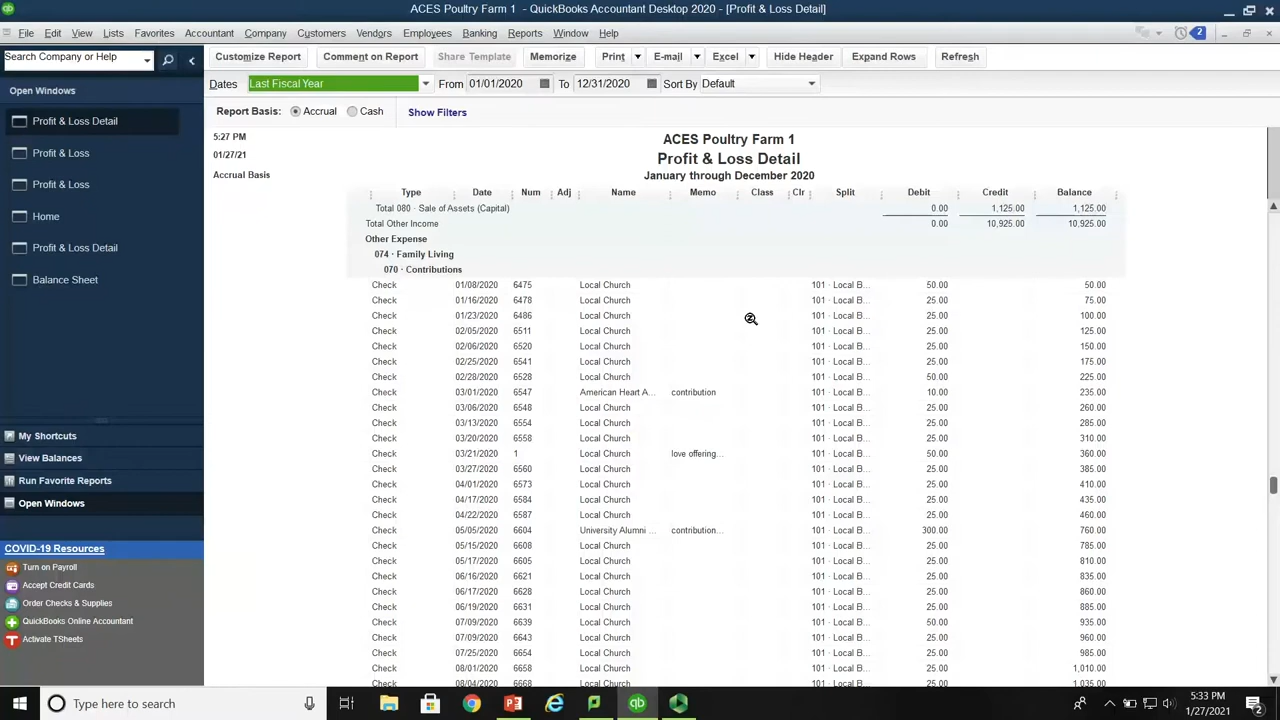 ACES Poultry Farm 1 - QuickBooks Accountant Desktop 2020 - [Profit & Loss Detail]
File Edit View Lists Favorites Accountant Company Customers Vendors Employees Banking Reports Window Help 2
Search Company or Help
Customize Report Comment on Report Share Template Memorize Print E-mail Excel Hide Header Expand Rows Refresh
Dates Last Fiscal Year From 01/01/2020 To 12/31/2020 Sort By Default
Report Basis: Accrual Cash Show Filters
Open Windows
Profit & Loss Detail
Profit & Loss
Profit & Loss
Home
Profit & Loss Detail
Balance Sheet
My Shortcuts
View Balances
Run Favorite Reports
Open Windows
COVID-19 Resources
Turn on Payroll
Accept Credit Cards
Order Checks & Supplies
QuickBooks Online Accountant
Activate TSheets
5:27 PM
01/27/21
Accrual Basis
ACES Poultry Farm 1
Profit & Loss Detail
January through December 2020
Type Date Num Adj Name Memo Class Clr Split Debit Credit Balance
Total 080 · Sale of Assets (Capital) 0.00 1,125.00 1,125.00
Total Other Income 0.00 10,925.00 10,925.00
Other Expense
074 · Family Living
070 · Contributions
Check 01/08/2020 6475 Local Church 101 · Local B... 50.00 50.00
Check 01/16/2020 6478 Local Church 101 · Local B... 25.00 75.00
Check 01/23/2020 6486 Local Church 101 · Local B... 25.00 100.00
Check 02/05/2020 6511 Local Church 101 · Local B... 25.00 125.00
Check 02/06/2020 6520 Local Church 101 · Local B... 25.00 150.00
Check 02/25/2020 6541 Local Church 101 · Local B... 25.00 175.00
Check 02/28/2020 6528 Local Church 101 · Local B... 50.00 225.00
Check 03/01/2020 6547 American Heart A... contribution 101 · Local B... 10.00 235.00
Check 03/06/2020 6548 Local Church 101 · Local B... 25.00 260.00
Check 03/13/2020 6554 Local Church 101 · Local B... 25.00 285.00
Check 03/20/2020 6558 Local Church 101 · Local B... 25.00 310.00
Check 03/21/2020 1 Local Church love offering... 101 · Local B... 50.00 360.00
Check 03/27/2020 6560 Local Church 101 · Local B... 25.00 385.00
Check 04/01/2020 6573 Local Church 101 · Local B... 25.00 410.00
Check 04/17/2020 6584 Local Church 101 · Local B... 25.00 435.00
Check 04/22/2020 6587 Local Church 101 · Local B... 25.00 460.00
Check 05/05/2020 6604 University Alumni ... contribution... 101 · Local B... 300.00 760.00
Check 05/15/2020 6608 Local Church 101 · Local B... 25.00 785.00
Check 05/17/2020 6605 Local Church 101 · Local B... 25.00 810.00
Check 06/16/2020 6621 Local Church 101 · Local B... 25.00 835.00
Check 06/17/2020 6628 Local Church 101 · Local B... 25.00 860.00
Check 06/19/2020 6631 Local Church 101 · Local B... 25.00 885.00
Check 07/09/2020 6639 Local Church 101 · Local B... 50.00 935.00
Check 07/09/2020 6643 Local Church 101 · Local B... 25.00 960.00
Check 07/25/2020 6654 Local Church 101 · Local B... 25.00 985.00
Check 08/01/2020 6658 Local Church 101 · Local B... 25.00 1,010.00
Check 08/04/2020 6668 Local Church 101 · Local B... 25.00 1,035.00
Type here to search
5:33 PM
1/27/2021
2